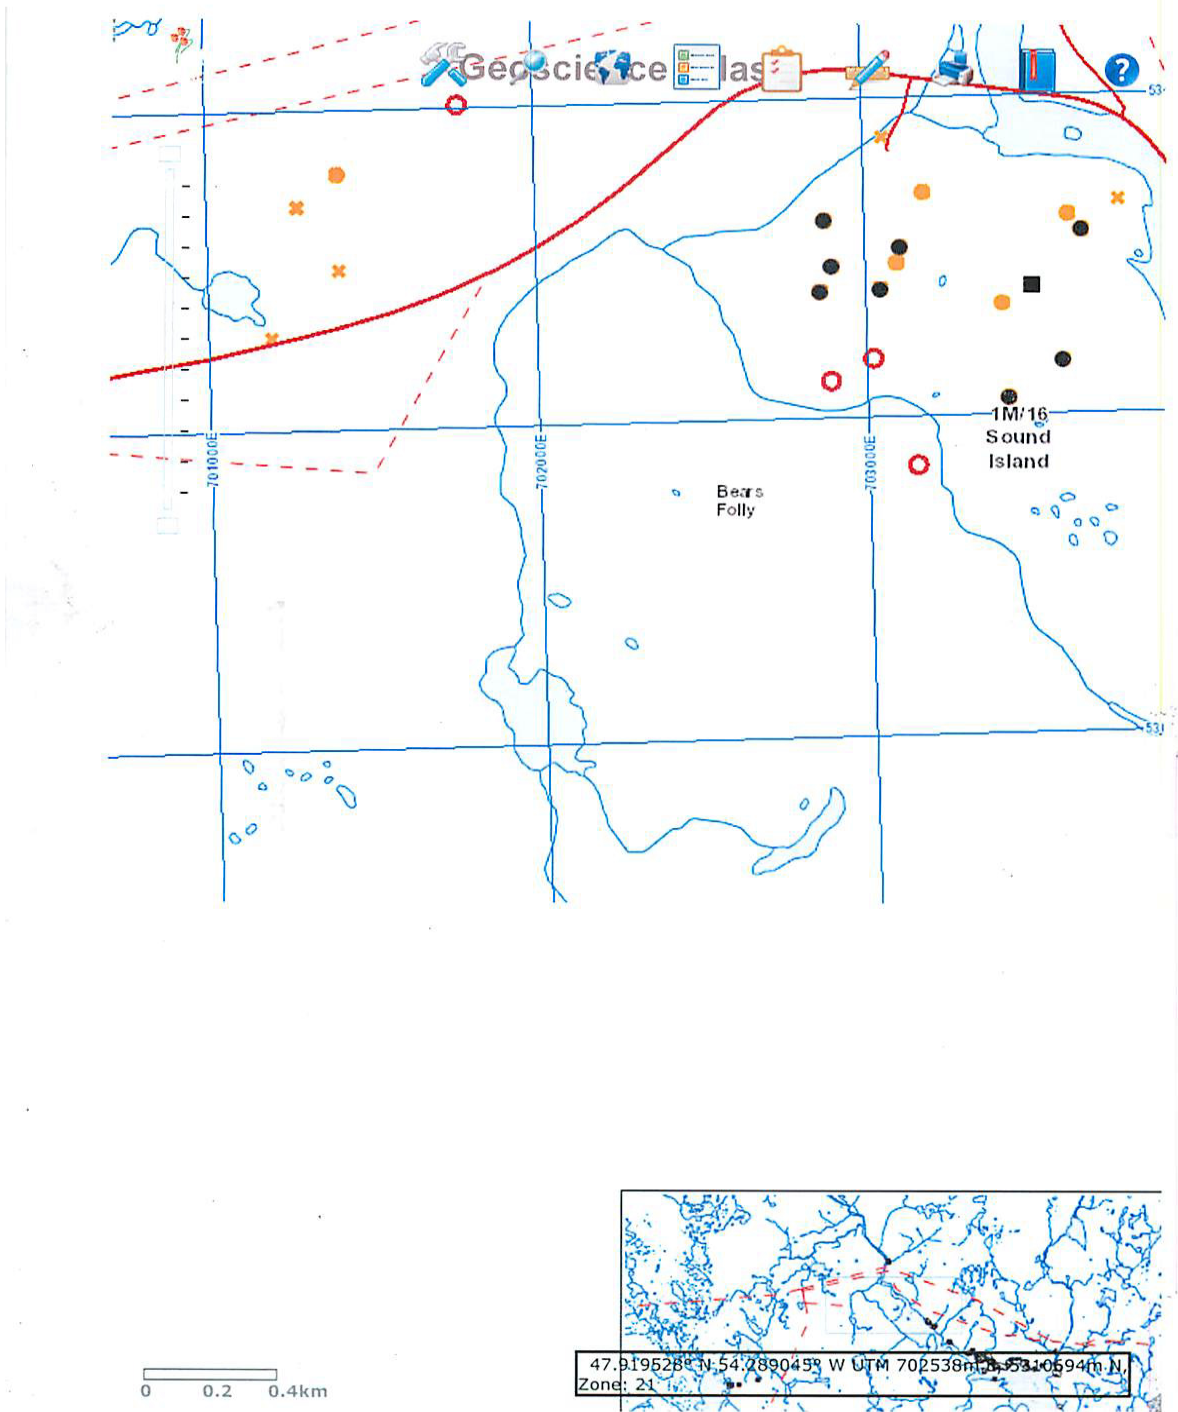 Geoscience Atlas
53
701000E
702000E
703000E
1M/16
Sound
Island
Bears
Folly
53
47.919528° N 54.289045° W UTM 702538m E, 5310694m N,
Zone: 21
0 0.2 0.4km